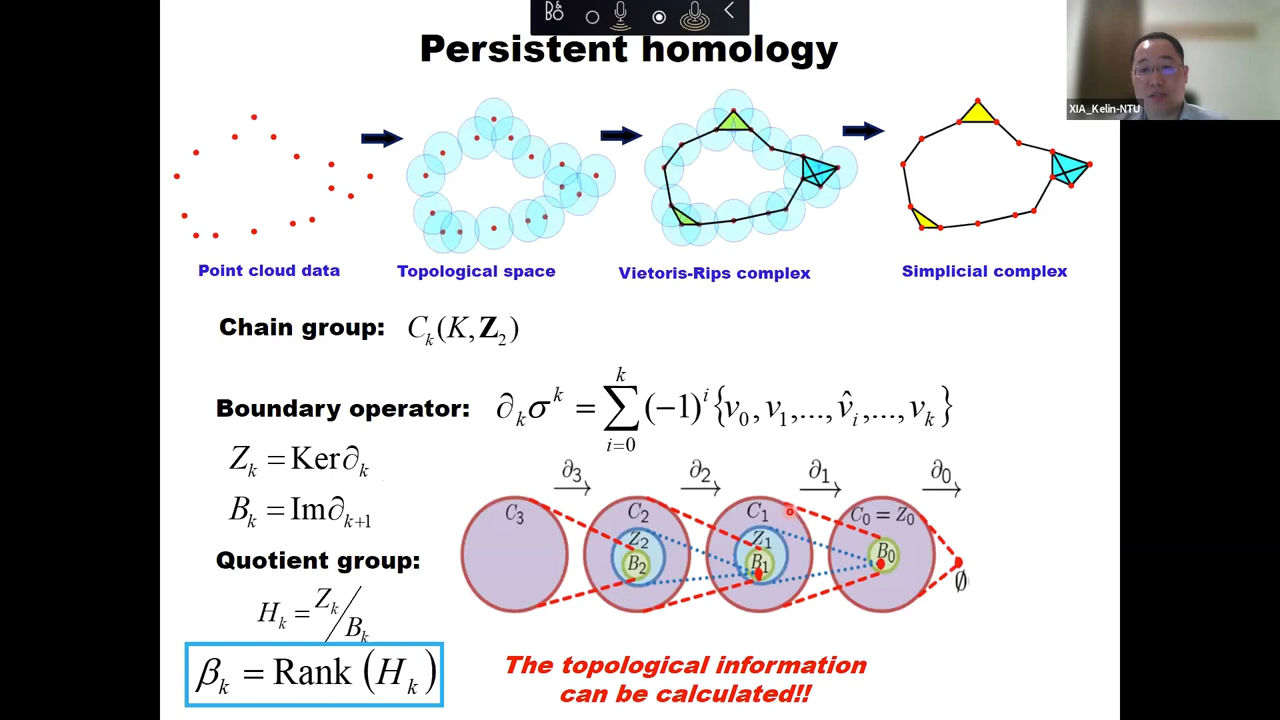 Persistent homology
XIA_Kelin-NTU
Point cloud data
Topological space
Vietoris-Rips complex
Simplicial complex
Chain group: C_k(K, Z_2)
Boundary operator: ∂_k σ^k = ∑_{i=0}^{k} (−1)^i {v_0, v_1, ..., v̂_i, ..., v_k}
Z_k = Ker ∂_k
B_k = Im ∂_{k+1}
∂_3 → ∂_2 → ∂_1 → ∂_0 →
C_3 C_2 C_1 C_0 = Z_0
Z_2 Z_1
B_2 B_1 B_0
∅
Quotient group:
H_k = Z_k / B_k
β_k = Rank (H_k)
The topological information
can be calculated!!